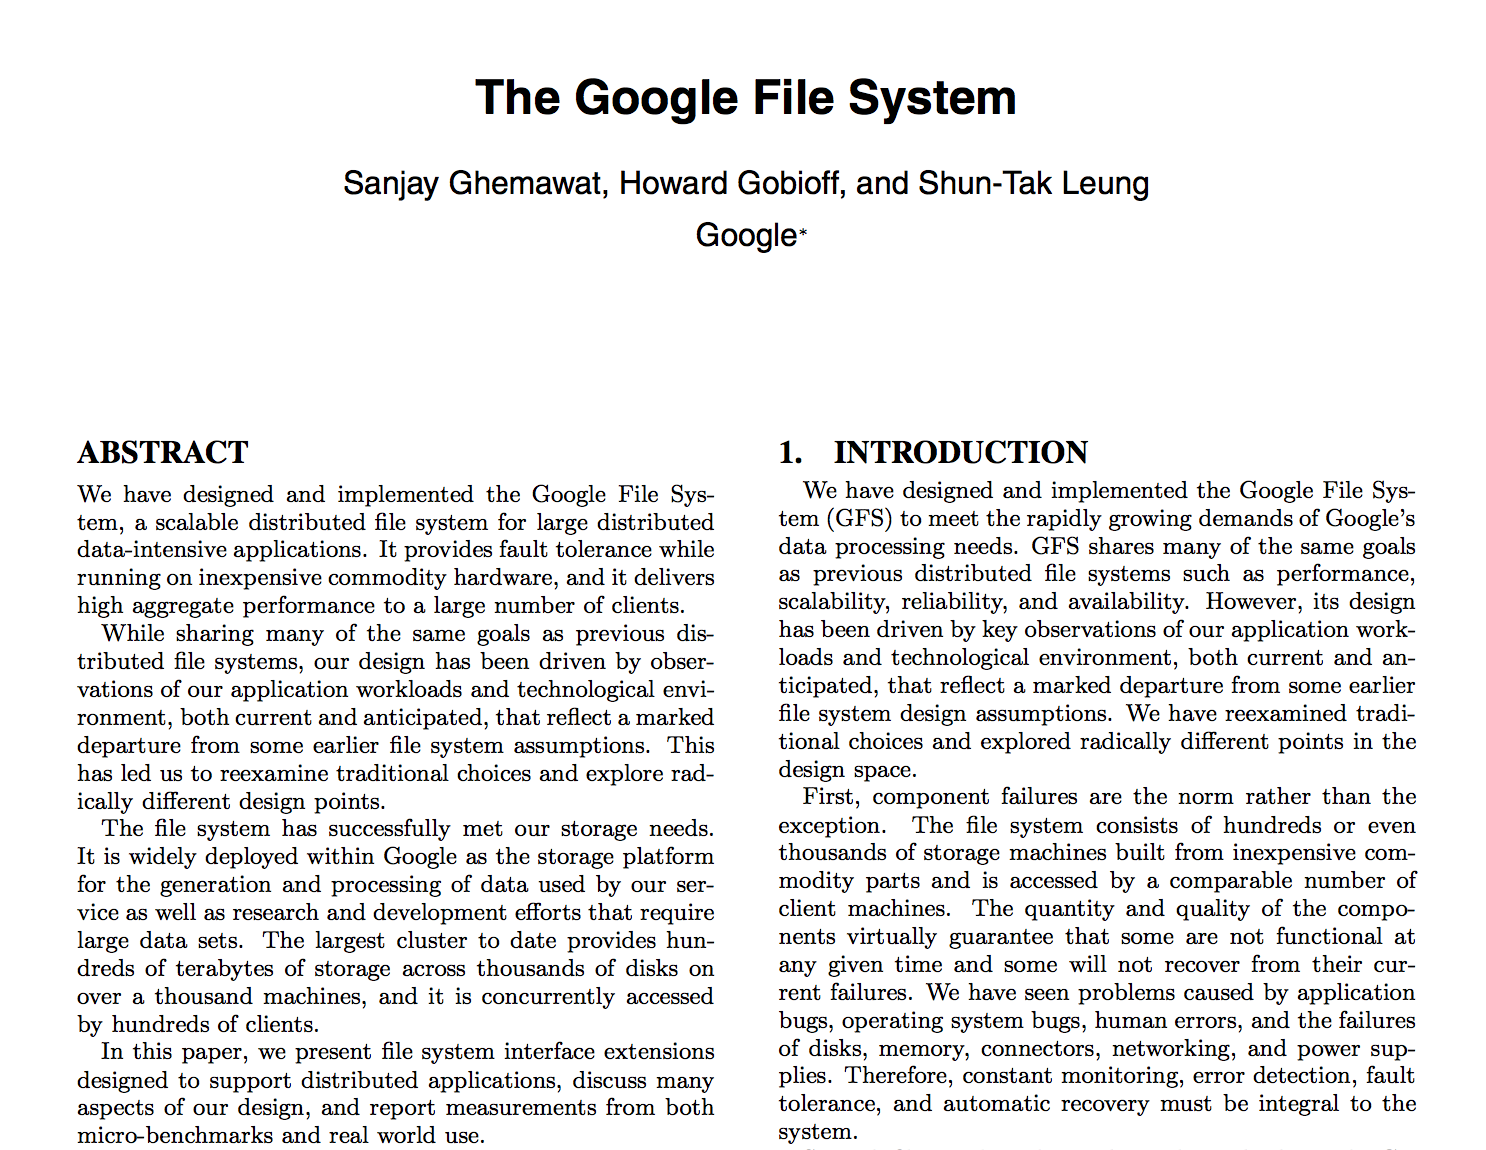 The Google File System
Sanjay Ghemawat, Howard Gobioff, and Shun-Tak Leung
Google*
ABSTRACT
We have designed and implemented the Google File Sys-
tem, a scalable distributed file system for large distributed
data-intensive applications. It provides fault tolerance while
running on inexpensive commodity hardware, and it delivers
high aggregate performance to a large number of clients.
While sharing many of the same goals as previous dis-
tributed file systems, our design has been driven by obser-
vations of our application workloads and technological envi-
ronment, both current and anticipated, that reflect a marked
departure from some earlier file system assumptions. This
has led us to reexamine traditional choices and explore rad-
ically different design points.
The file system has successfully met our storage needs.
It is widely deployed within Google as the storage platform
for the generation and processing of data used by our ser-
vice as well as research and development efforts that require
large data sets. The largest cluster to date provides hun-
dreds of terabytes of storage across thousands of disks on
over a thousand machines, and it is concurrently accessed
by hundreds of clients.
In this paper, we present file system interface extensions
designed to support distributed applications, discuss many
aspects of our design, and report measurements from both
micro-benchmarks and real world use.
1. INTRODUCTION
We have designed and implemented the Google File Sys-
tem (GFS) to meet the rapidly growing demands of Google's
data processing needs. GFS shares many of the same goals
as previous distributed file systems such as performance,
scalability, reliability, and availability. However, its design
has been driven by key observations of our application work-
loads and technological environment, both current and an-
ticipated, that reflect a marked departure from some earlier
file system design assumptions. We have reexamined tradi-
tional choices and explored radically different points in the
design space.
First, component failures are the norm rather than the
exception. The file system consists of hundreds or even
thousands of storage machines built from inexpensive com-
modity parts and is accessed by a comparable number of
client machines. The quantity and quality of the compo-
nents virtually guarantee that some are not functional at
any given time and some will not recover from their cur-
rent failures. We have seen problems caused by application
bugs, operating system bugs, human errors, and the failures
of disks, memory, connectors, networking, and power sup-
plies. Therefore, constant monitoring, error detection, fault
tolerance, and automatic recovery must be integral to the
system.